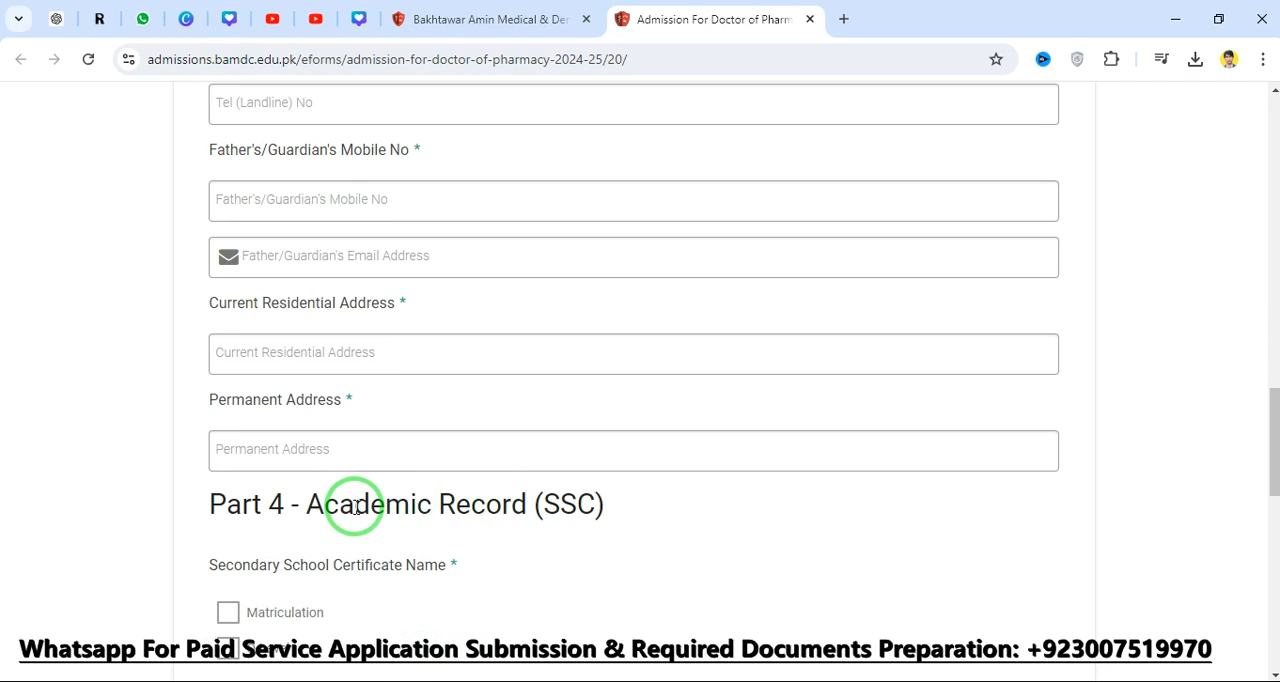 Bakhtawar Amin Medical & Der
Admission For Doctor of Pharm
admissions.bamdc.edu.pk/eforms/admission-for-doctor-of-pharmacy-2024-25/20/
Tel (Landline) No
Father's/Guardian's Mobile No *
Father's/Guardian's Mobile No
Father/Guardian's Email Address
Current Residential Address *
Current Residential Address
Permanent Address *
Permanent Address
Part 4 - Academic Record (SSC)
Secondary School Certificate Name *
Matriculation
Whatsapp For Paid Service Application Submission & Required Documents Preparation: +923007519970